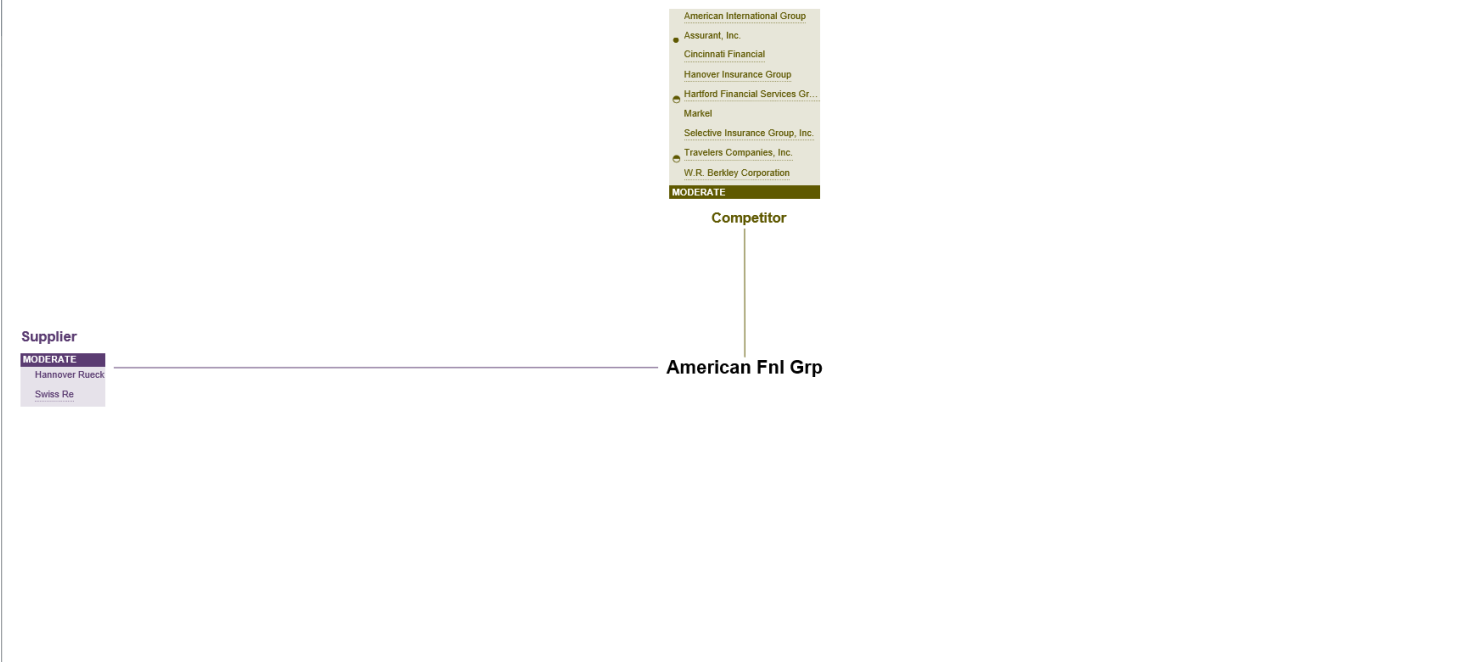 American International Group
Assurant, Inc.
Cincinnati Financial
Hanover Insurance Group
Hartford Financial Services Gr...
Markel
Selective Insurance Group, Inc.
Travelers Companies, Inc.
W.R. Berkley Corporation
MODERATE
Competitor
Supplier
MODERATE
Hannover Rueck
Swiss Re
American Fnl Grp